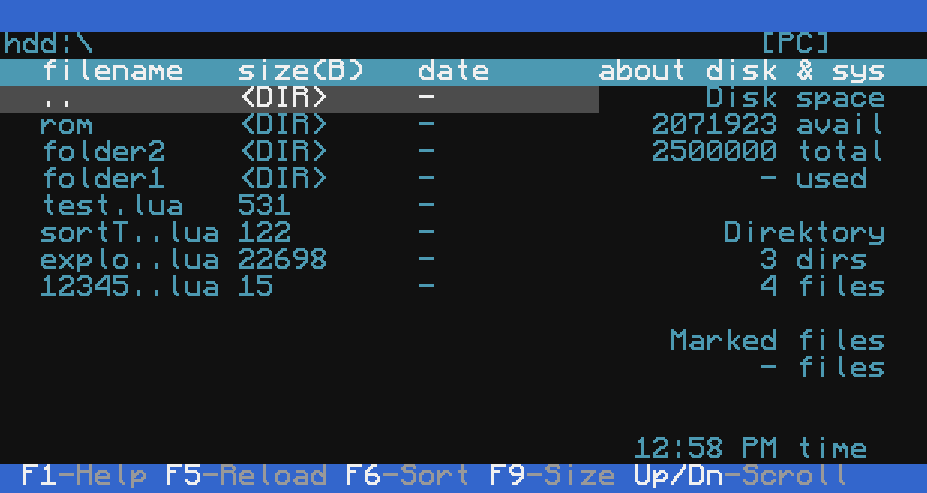 hdd:\ [PC]
filename size(B) date about disk & sys
.. <DIR> - Disk space
rom <DIR> - 2071923 avail
folder2 <DIR> - 2500000 total
folder1 <DIR> - - used
test.lua 531 -
sortT..lua 122 - Direktory
explo..lua 22698 - 3 dirs
12345..lua 15 - 4 files
Marked files
- files
12:58 PM time
F1-Help F5-Reload F6-Sort F9-Size Up/Dn-Scroll